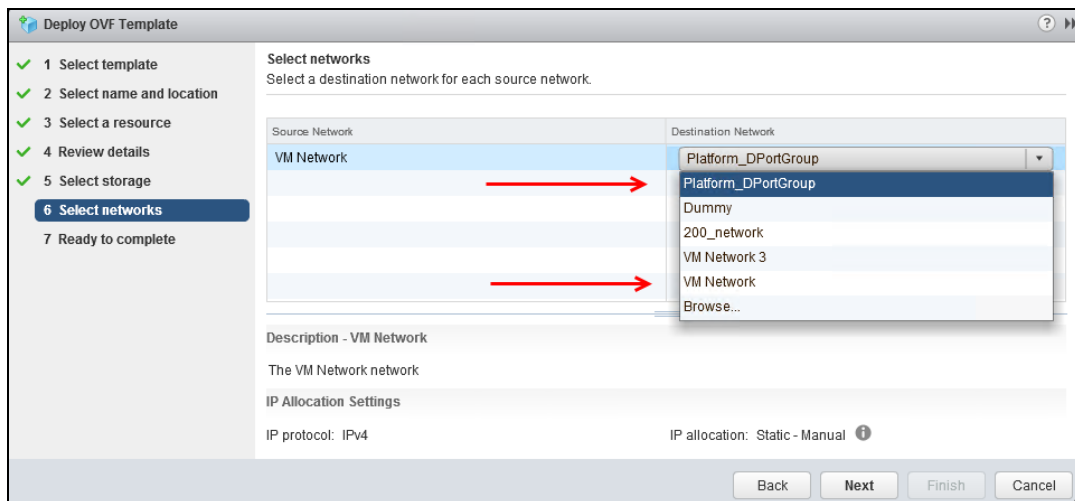 Deploy OVF Template
1 Select template
2 Select name and location
3 Select a resource
4 Review details
5 Select storage
6 Select networks
7 Ready to complete
Select networks
Select a destination network for each source network.
Source Network Destination Network
VM Network Platform_DPortGroup
Platform_DPortGroup
Dummy
200_network
VM Network 3
VM Network
Browse...
Description - VM Network
The VM Network network
IP Allocation Settings
IP protocol: IPv4 IP allocation: Static - Manual
Back Next Finish Cancel